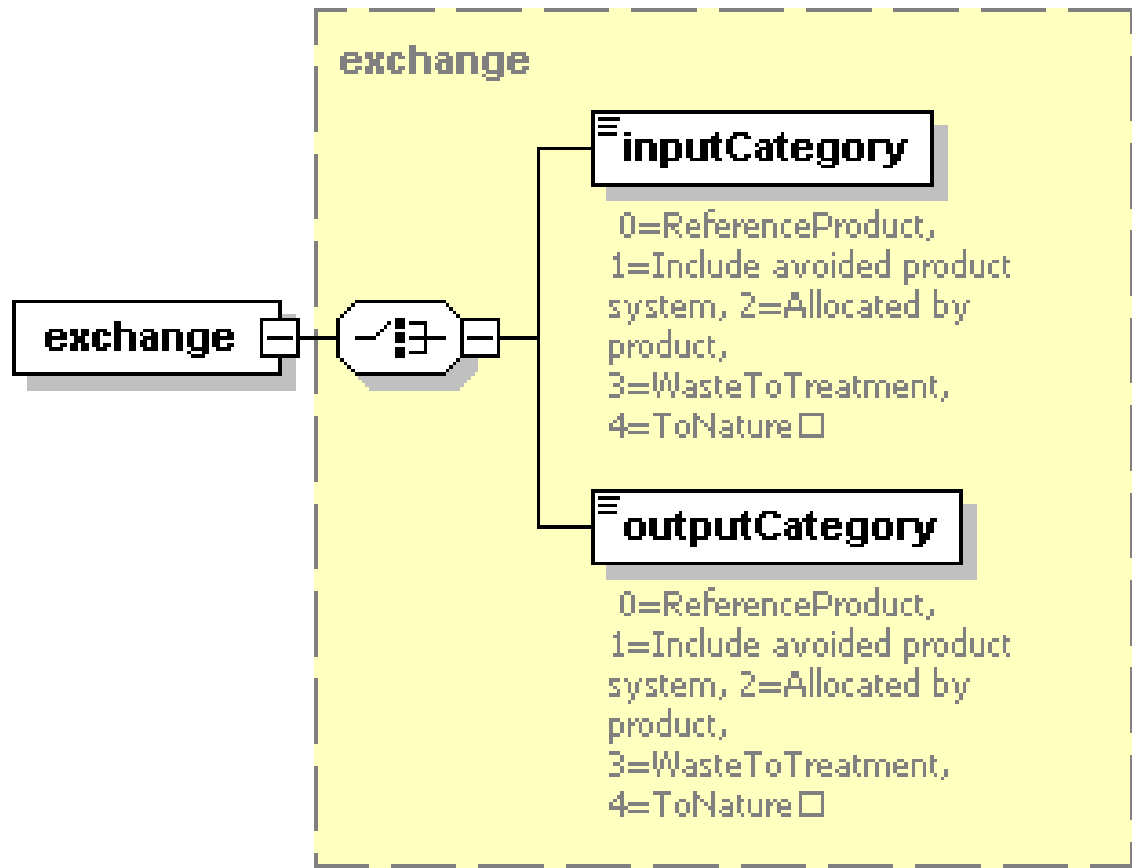 exchange
inputCategory
0=ReferenceProduct,
1=Include avoided product
system, 2=Allocated by
product,
3=WasteToTreatment,
4=ToNature□
exchange
outputCategory
0=ReferenceProduct,
1=Include avoided product
system, 2=Allocated by
product,
3=WasteToTreatment,
4=ToNature□